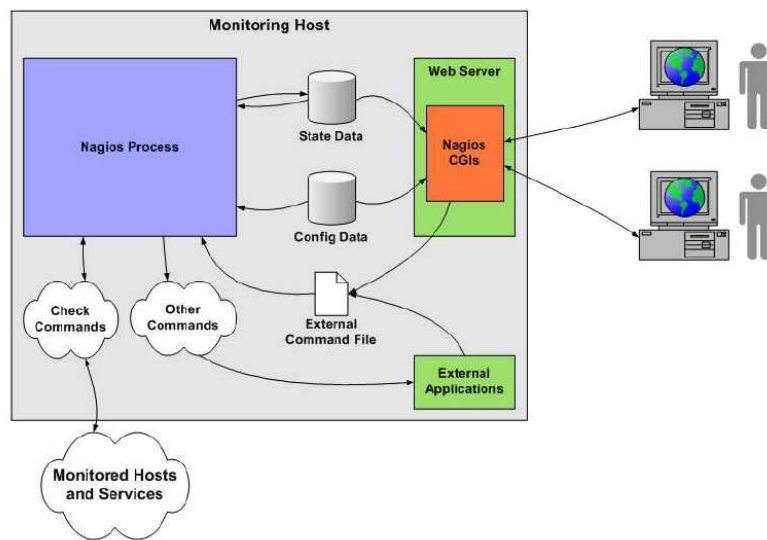 Monitoring Host
Nagios Process
State Data
Config Data
Web Server
Nagios
CGIs
Check
Commands
Other
Commands
External
Command File
External
Applications
Monitored Hosts
and Services